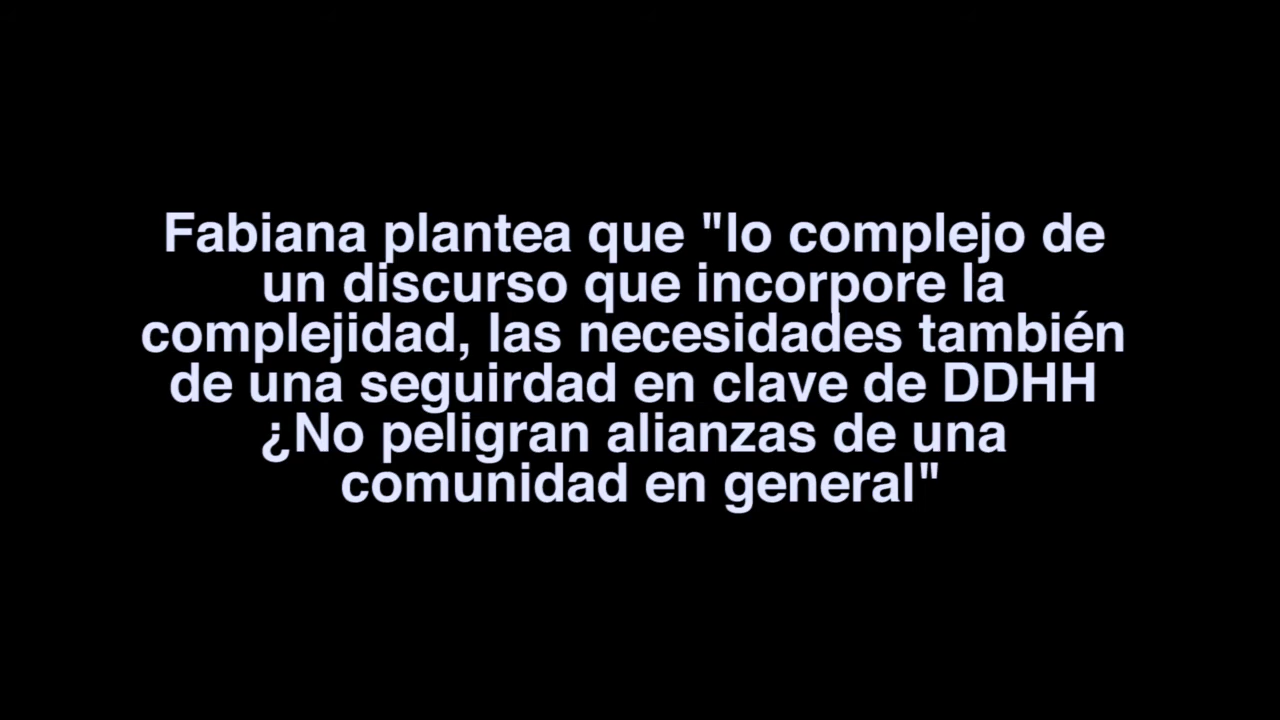 Fabiana plantea que "lo complejo de
un discurso que incorpore la
complejidad, las necesidades también
de una seguirdad en clave de DDHH
¿No peligran alianzas de una
comunidad en general"